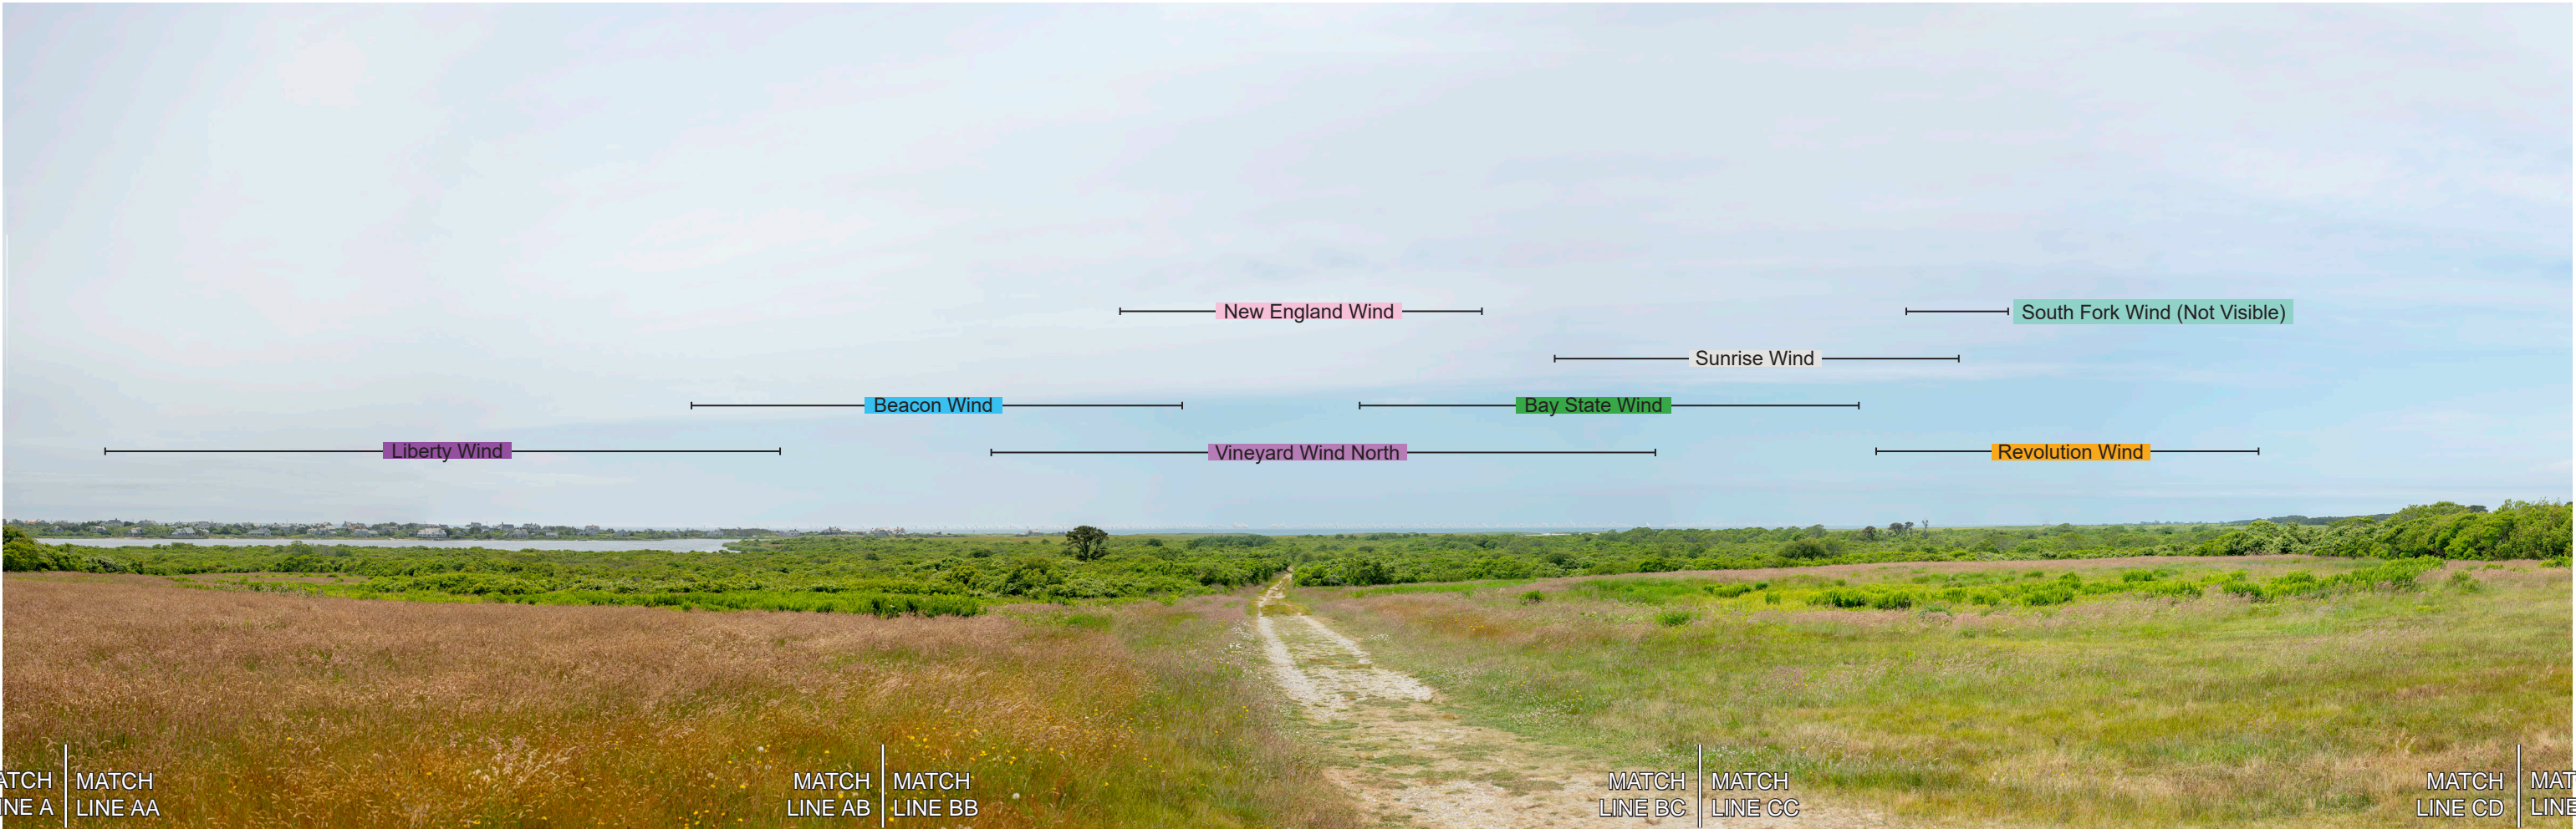 New England Wind
South Fork Wind (Not Visible)
Sunrise Wind
Beacon Wind
Bay State Wind
Liberty Wind
Vineyard Wind North
Revolution Wind
MATCH
LINE AA
MATCH
LINE AB
MATCH
LINE BB
MATCH
LINE BC
MATCH
LINE CC
MATCH
LINE CD
LINE